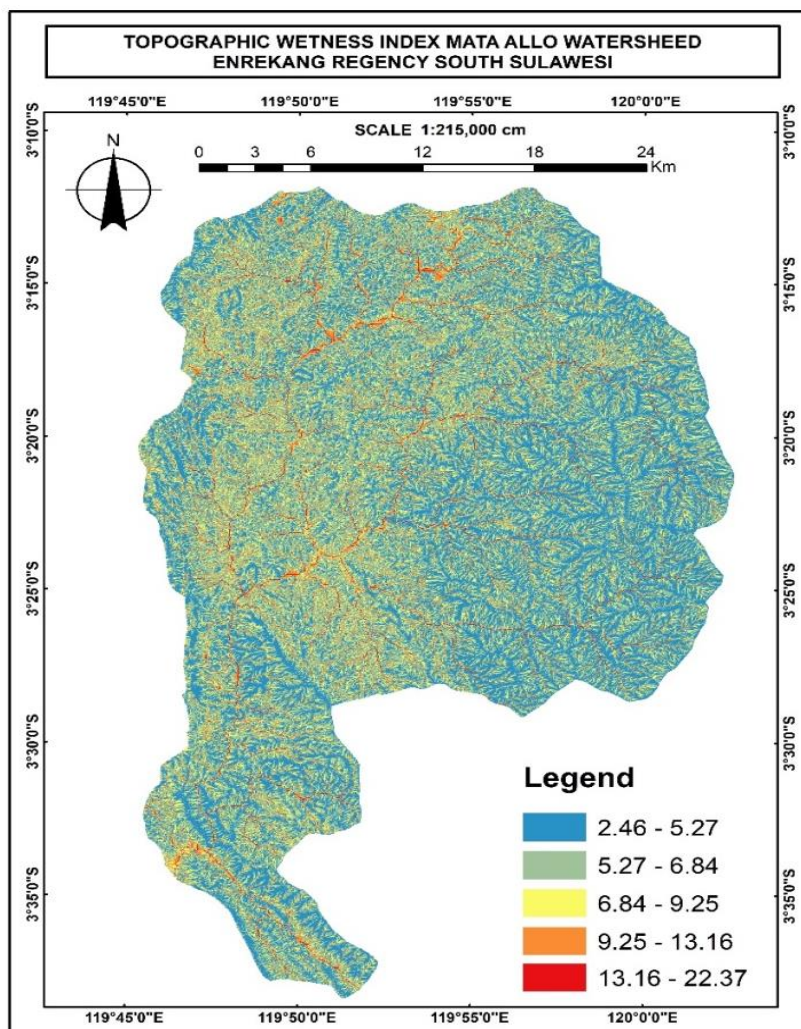 TOPOGRAPHIC WETNESS INDEX MATA ALLO WATERSHEED
ENREKANG REGENCY SOUTH SULAWESI
119°45'0"E 119°50'0"E 119°55'0"E 120°0'0"E
SCALE 1:215,000 cm
N
0 3 6 12 18 24
Km
3°10'0"S 3°10'0"S
3°15'0"S 3°15'0"S
3°20'0"S 3°20'0"S
3°25'0"S 3°25'0"S
3°30'0"S 3°30'0"S
3°35'0"S 3°35'0"S
Legend
2.46 - 5.27
5.27 - 6.84
6.84 - 9.25
9.25 - 13.16
13.16 - 22.37
119°45'0"E 119°50'0"E 119°55'0"E 120°0'0"E